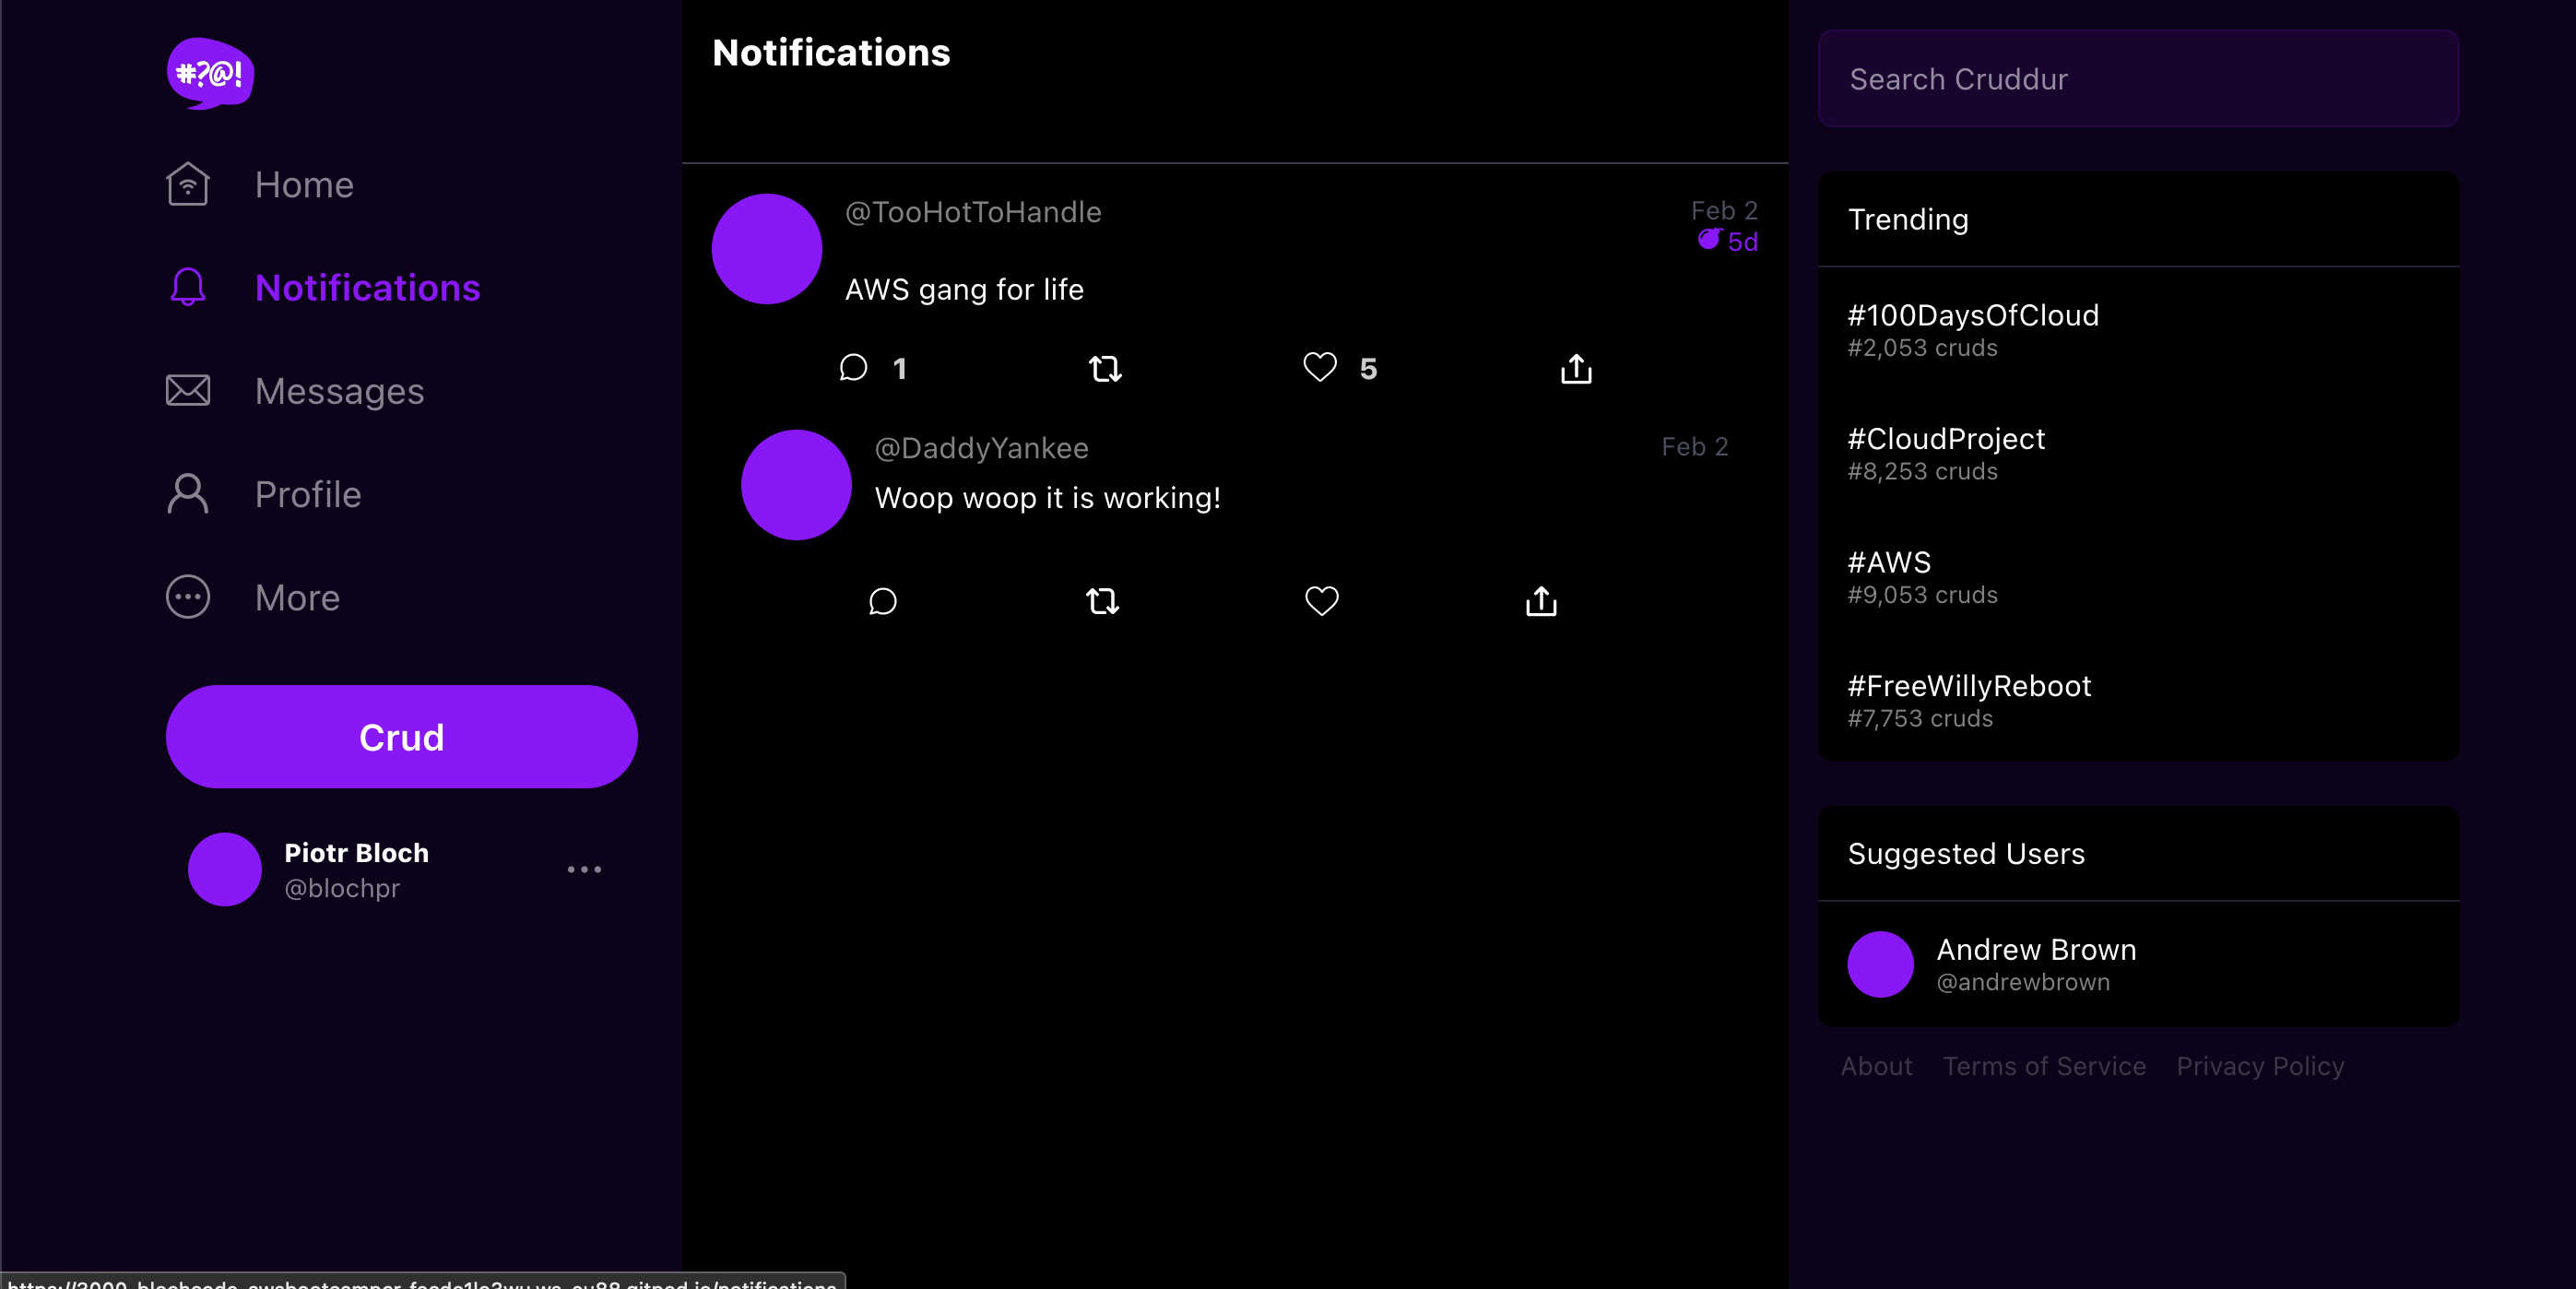 #?@!
Home
Notifications
Messages
Profile
More
Crud
Piotr Bloch
@blochpr
Notifications
@TooHotToHandle
Feb 2
5d
AWS gang for life
1
5
@DaddyYankee
Feb 2
Woop woop it is working!
Search Cruddur
Trending
#100DaysOfCloud
#2,053 cruds
#CloudProject
#8,253 cruds
#AWS
#9,053 cruds
#FreeWillyReboot
#7,753 cruds
Suggested Users
Andrew Brown
@andrewbrown
About Terms of Service Privacy Policy